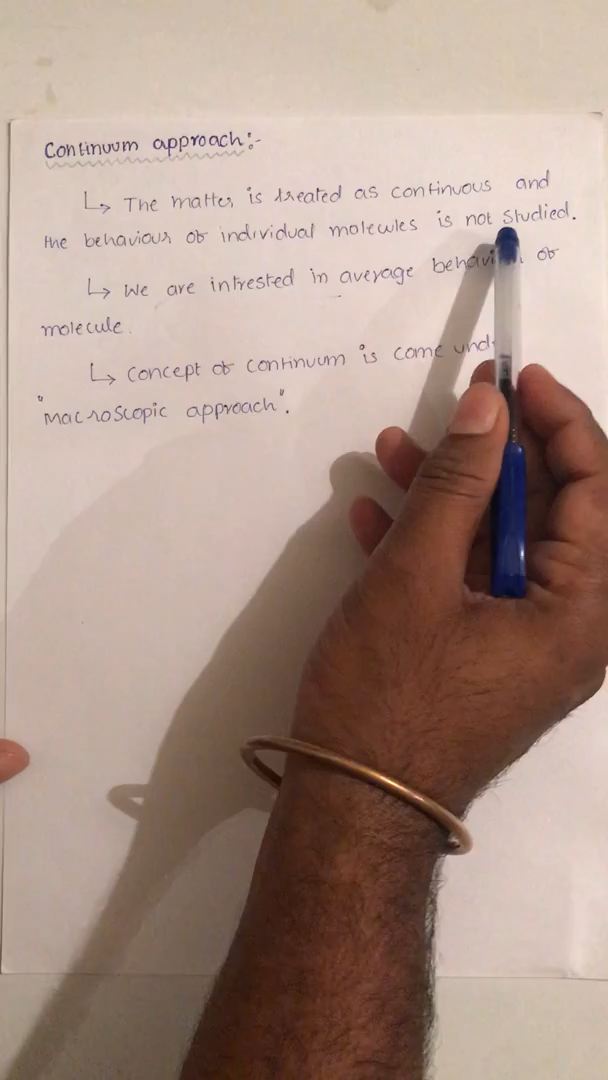 Continuum approach:-
↳ The matter is treated as continuous and
the behaviour of individual molecules is not studied.
↳ We are intrested in average of
molecule.
↳ Concept of continuum is come
"Macroscopic approach".